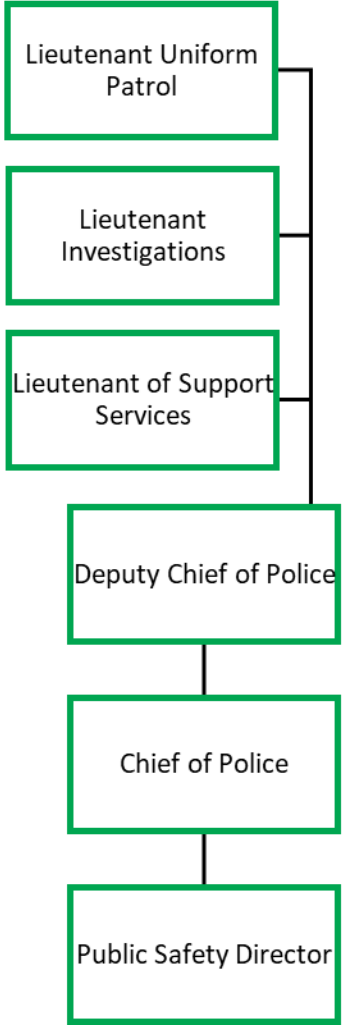 Lieutenant Uniform
Patrol
Lieutenant
Investigations
Lieutenant of Support
Services
Deputy Chief of Police
Chief of Police
Public Safety Director